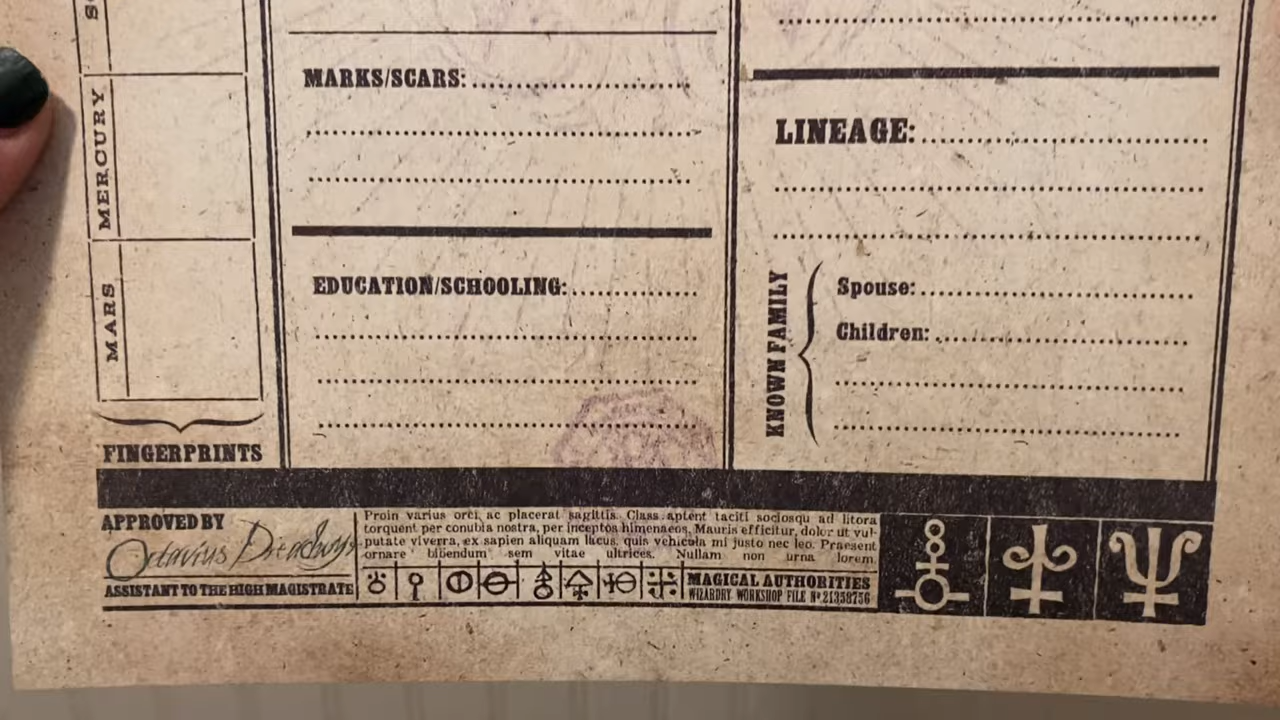 MERCURY
MARS
FINGERPRINTS
MARKS/SCARS:
EDUCATION/SCHOOLING:
LINEAGE:
KNOWN FAMILY
Spouse:
Children:
APPROVED BY
Octavius
ASSISTANT TO THE HIGH MAGISTRATE
Proin varius orci, ac placerat sagittis. Class aptent taciti sociosqu ad litora
torquent per conubia nostra, per inceptos himenaeos. Mauris efficitur, dolor ut vul-
putate viverra, ex sapien aliquam lacus, quis vehicula mi justo nec leo. Praesent
ornare bibendum sem vitae ultrices. Nullam non urna lorem.
MAGICAL AUTHORITIES
WIZARDRY WORKSHOP FILE Nº 21358756